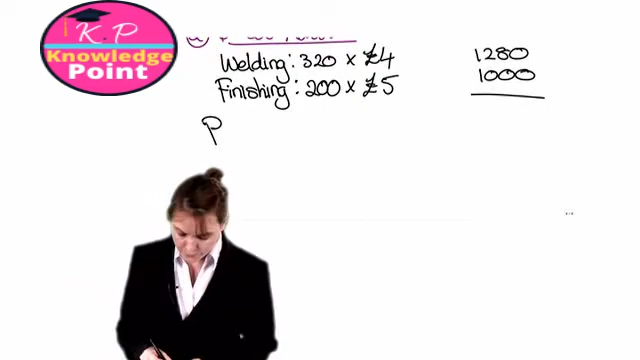 K.P
Knowledge
Point
Welding: 320 x £4 1280
Finishing: 200 x £5 1000
P